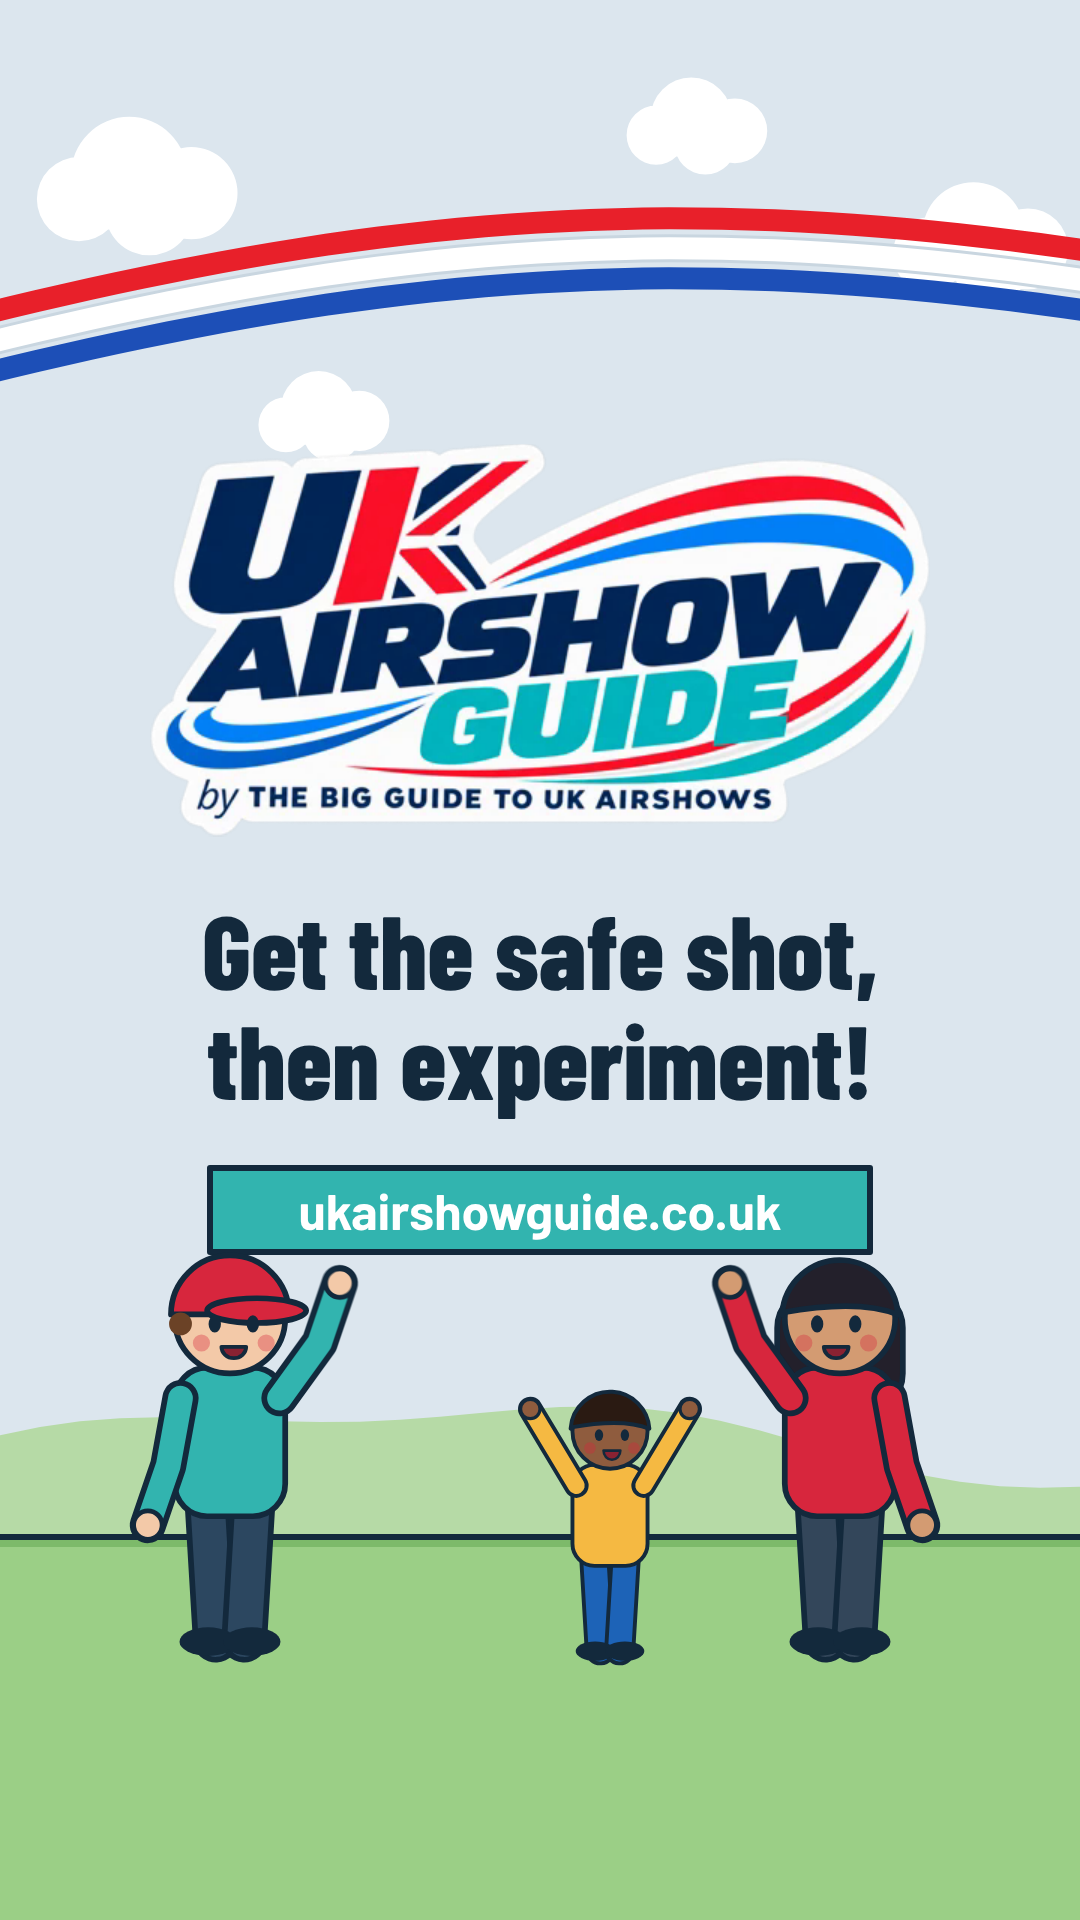 UK
AIRSHOW
GUIDE
by THE BIG GUIDE TO UK AIRSHOWS
Get the safe shot,
then experiment!
ukairshowguide.co.uk